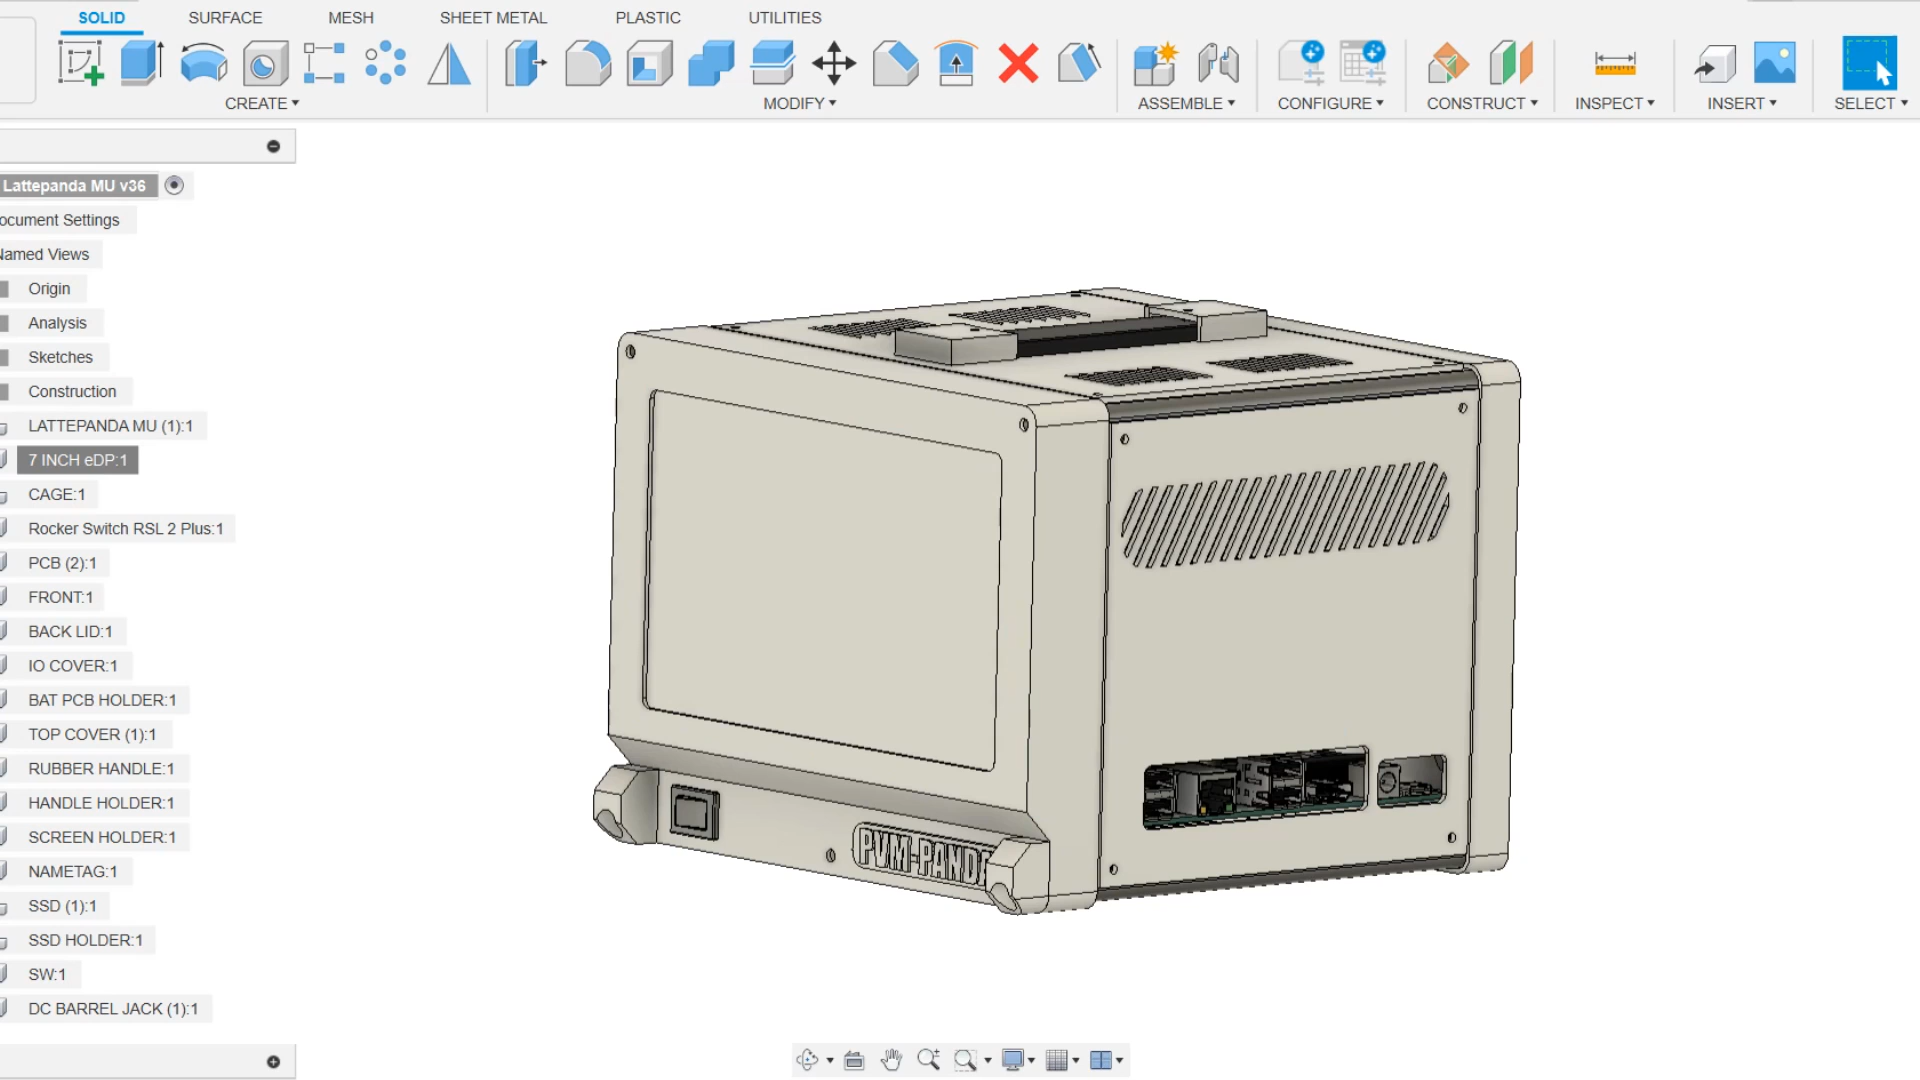 SOLID SURFACE MESH SHEET METAL PLASTIC UTILITIES
CREATE MODIFY ASSEMBLE CONFIGURE CONSTRUCT INSPECT INSERT SELECT
Lattepanda MU v36
ocument Settings
Named Views
Origin
Analysis
Sketches
Construction
LATTEPANDA MU (1):1
7 INCH eDP:1
CAGE:1
Rocker Switch RSL 2 Plus:1
PCB (2):1
FRONT:1
BACK LID:1
IO COVER:1
BAT PCB HOLDER:1
TOP COVER (1):1
RUBBER HANDLE:1
HANDLE HOLDER:1
SCREEN HOLDER:1
NAMETAG:1
SSD (1):1
SSD HOLDER:1
SW:1
DC BARREL JACK (1):1
PVM-PANDA